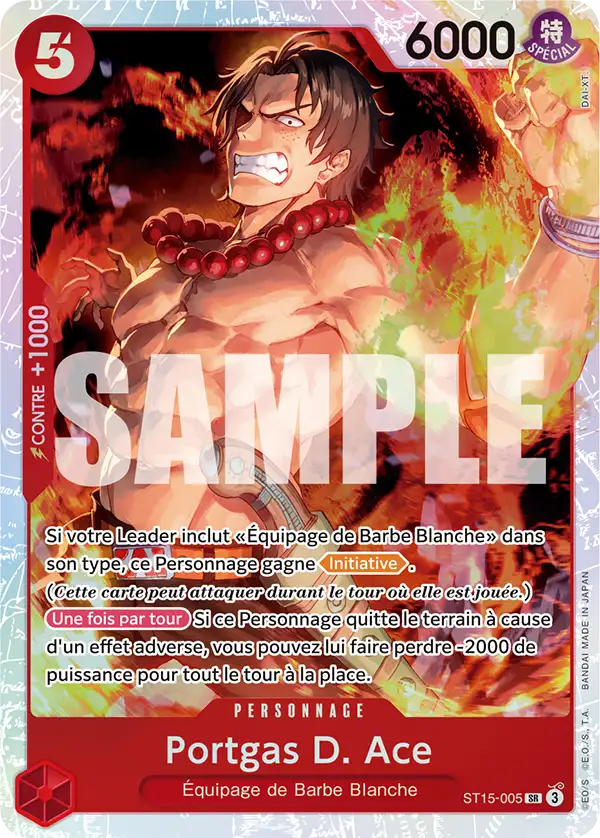 5
6000
特
SPÉCIAL
DAI-XT
CONTRE +1000
SAMPLE
Si votre Leader inclut «Équipage de Barbe Blanche» dans
son type, ce Personnage gagne Initiative.
(Cette carte peut attaquer durant le tour où elle est jouée.)
Une fois par tour Si ce Personnage quitte le terrain à cause
d'un effet adverse, vous pouvez lui faire perdre -2000 de
puissance pour tout le tour à la place.
PERSONNAGE
Portgas D. Ace
Équipage de Barbe Blanche
ST15-005 SR 3
©EO/S ©E.O./S., T.A. BANDAI MADE IN JAPAN